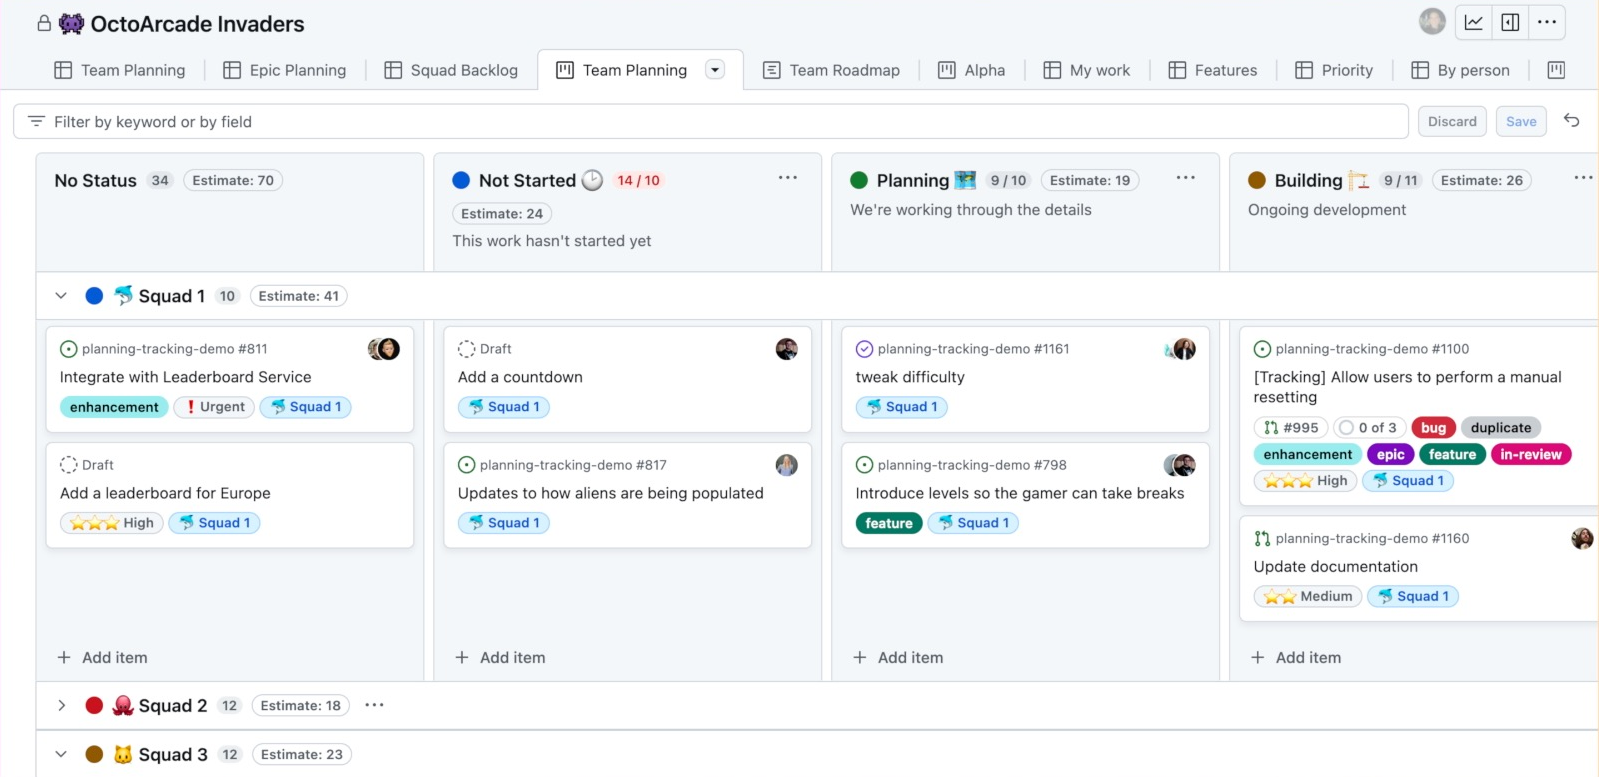 OctoArcade Invaders
Team Planning Epic Planning Squad Backlog Team Planning Team Roadmap Alpha My work Features Priority By person
Filter by keyword or by field Discard Save
No Status 34 Estimate: 70
Not Started 14 / 10
Estimate: 24
This work hasn't started yet
Planning 9 / 10 Estimate: 19
We're working through the details
Building 9 / 11 Estimate: 26
Ongoing development
Squad 1 10 Estimate: 41
planning-tracking-demo #811
Integrate with Leaderboard Service
enhancement Urgent Squad 1
Draft
Add a leaderboard for Europe
High Squad 1
Add item
Draft
Add a countdown
Squad 1
planning-tracking-demo #817
Updates to how aliens are being populated
Squad 1
Add item
planning-tracking-demo #1161
tweak difficulty
Squad 1
planning-tracking-demo #798
Introduce levels so the gamer can take breaks
feature Squad 1
Add item
planning-tracking-demo #1100
[Tracking] Allow users to perform a manual
resetting
#995 0 of 3 bug duplicate
enhancement epic feature in-review
High Squad 1
planning-tracking-demo #1160
Update documentation
Medium Squad 1
Add item
Squad 2 12 Estimate: 18
Squad 3 12 Estimate: 23